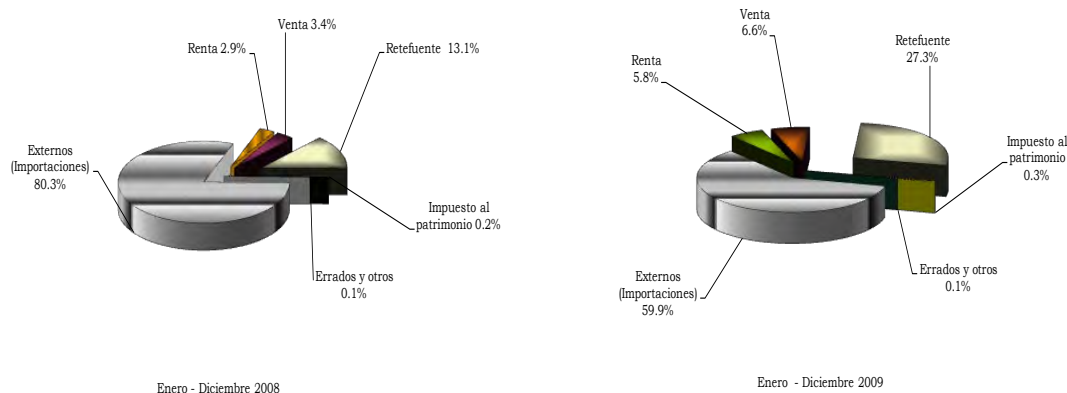 Venta 3.4%
Renta 2.9%
Retefuente 13.1%
Externos
(Importaciones)
80.3%
Impuesto al
patrimonio 0.2%
Errados y otros
0.1%
Enero - Diciembre 2008
Venta
6.6%
Retefuente
27.3%
Renta
5.8%
Impuesto al
patrimonio
0.3%
Errados y otros
0.1%
Externos
(Importaciones)
59.9%
Enero - Diciembre 2009